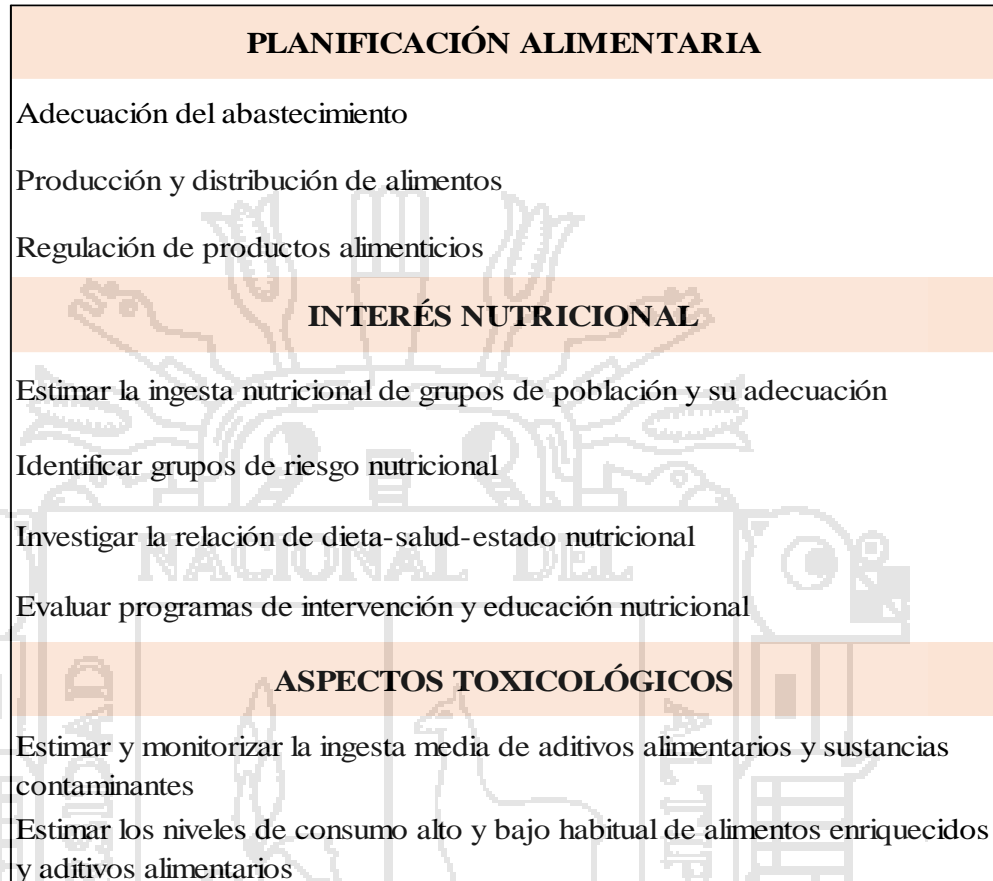 PLANIFICACIÓN ALIMENTARIA
Adecuación del abastecimiento
Producción y distribución de alimentos
Regulación de productos alimenticios
INTERÉS NUTRICIONAL
Estimar la ingesta nutricional de grupos de población y su adecuación
Identificar grupos de riesgo nutricional
Investigar la relación de dieta-salud-estado nutricional
NACIONAL DEL
Evaluar programas de intervención y educación nutricional
ASPECTOS TOXICOLÓGICOS
Estimar y monitorizar la ingesta media de aditivos alimentarios y sustancias
contaminantes
Estimar los niveles de consumo alto y bajo habitual de alimentos enriquecidos
y aditivos alimentarios